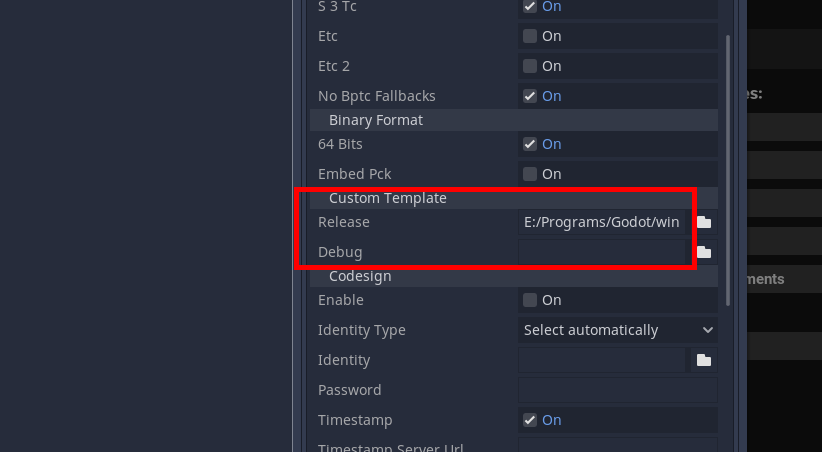 S 3 Tc On
Etc On
Etc 2 On
No Bptc Fallbacks On
es:
Binary Format
64 Bits On
Embed Pck On
Custom Template
Release E:/Programs/Godot/win
Debug
Codesign
ments
Enable On
Identity Type Select automatically
Identity
Password
Timestamp On
Timestamp Server Url